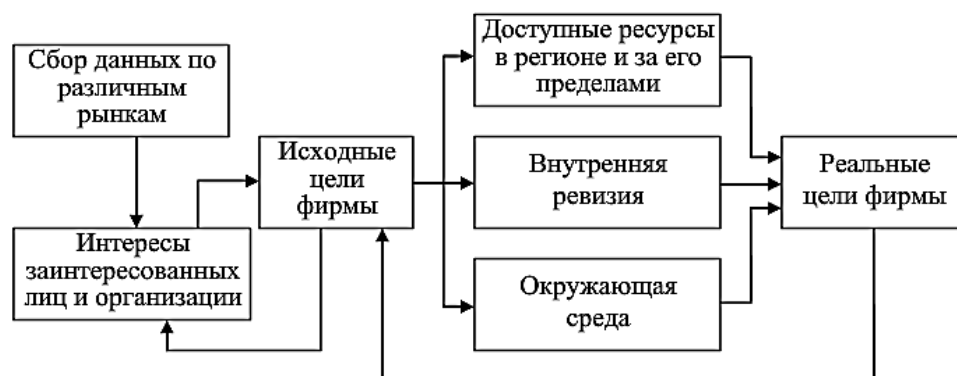 Сбор данных по
различным
рынкам
Интересы
заинтересованных
лиц и организации
Исходные
цели
фирмы
Доступные ресурсы
в регионе и за его
пределами
Внутренняя
ревизия
Окружающая
среда
Реальные
цели фирмы